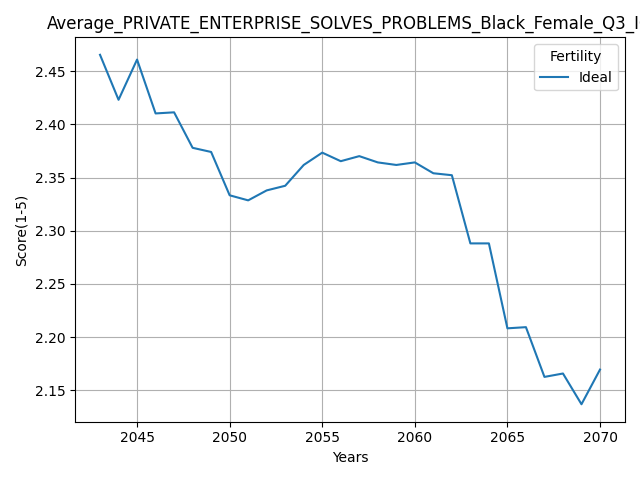 Average_PRIVATE_ENTERPRISE_SOLVES_PROBLEMS_Black_Female_Q3_I
Fertility
Ideal
2.45
2.40
2.35
2.30
2.25
2.20
2.15
Score(1-5)
2045 2050 2055 2060 2065 2070
Years